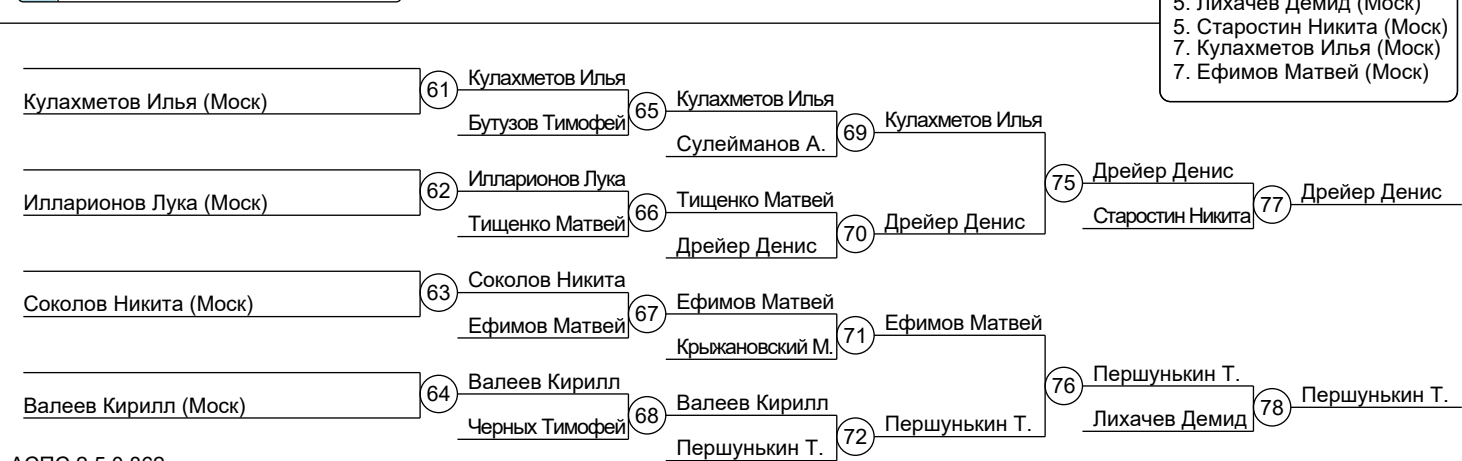 5. Лихачев Демид (Моск)
5. Старостин Никита (Моск)
7. Кулахметов Илья (Моск)
7. Ефимов Матвей (Моск)
Кулахметов Илья (Моск)
61
Кулахметов Илья
Бутузов Тимофей
65
Кулахметов Илья
Сулейманов А.
69
Кулахметов Илья
Илларионов Лука (Моск)
62
Илларионов Лука
Тищенко Матвей
66
Тищенко Матвей
Дрейер Денис
70
Дрейер Денис
75
Дрейер Денис
Старостин Никита
77
Дрейер Денис
Соколов Никита (Моск)
63
Соколов Никита
Ефимов Матвей
67
Ефимов Матвей
Крыжановский М.
71
Ефимов Матвей
Валеев Кирилл (Моск)
64
Валеев Кирилл
Черных Тимофей
68
Валеев Кирилл
Першунькин Т.
72
Першунькин Т.
76
Першунькин Т.
Лихачев Демид
78
Першунькин Т.